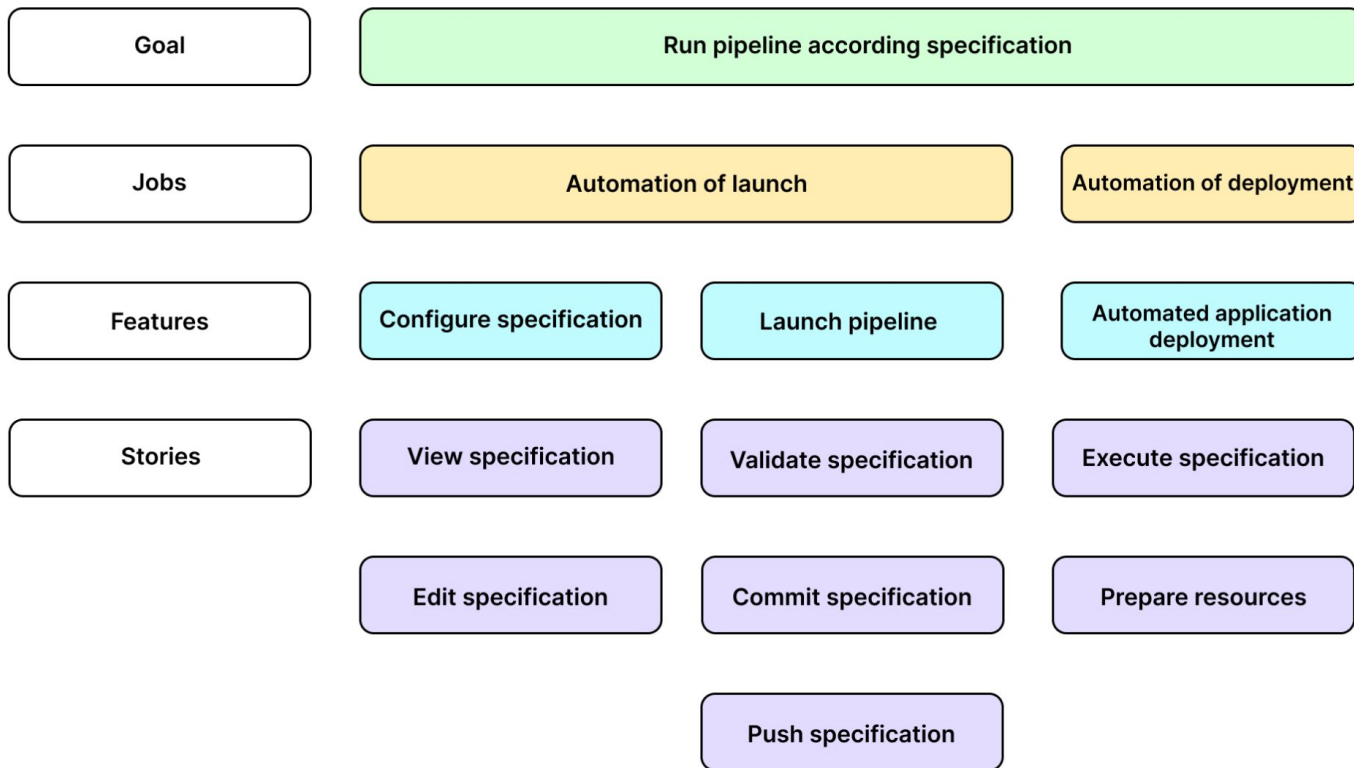 Goal
Run pipeline according specification
Jobs
Automation of launch
Automation of deployment
Features
Configure specification
Launch pipeline
Automated application
deployment
Stories
View specification
Validate specification
Execute specification
Edit specification
Commit specification
Prepare resources
Push specification